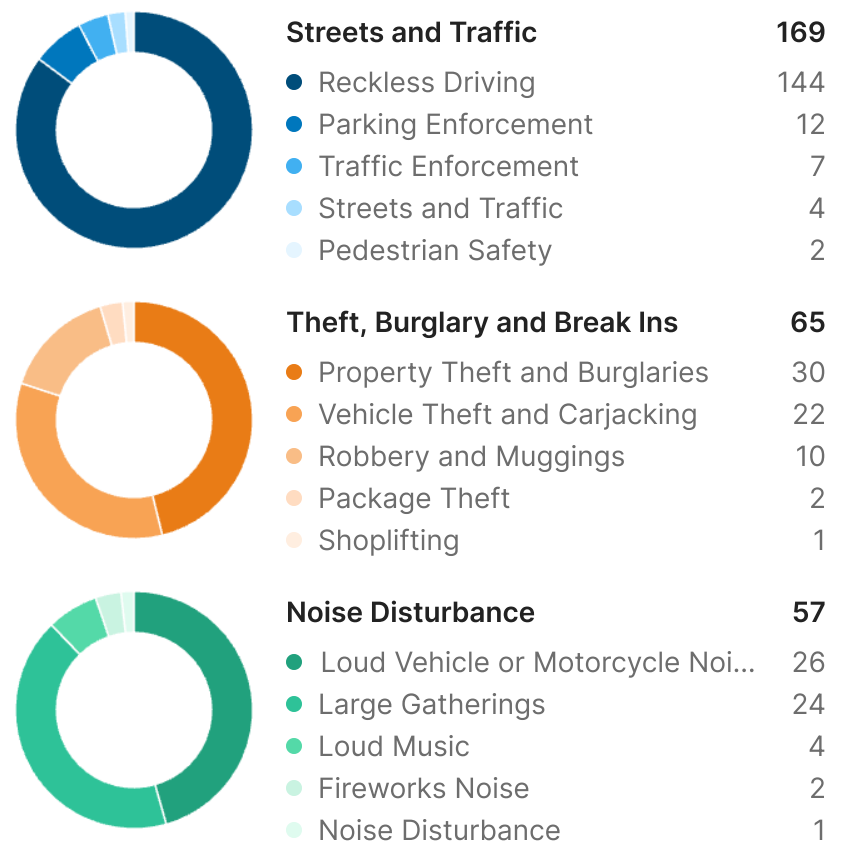 Streets and Traffic 169
Reckless Driving 144
Parking Enforcement 12
Traffic Enforcement 7
Streets and Traffic 4
Pedestrian Safety 2
Theft, Burglary and Break Ins 65
Property Theft and Burglaries 30
Vehicle Theft and Carjacking 22
Robbery and Muggings 10
Package Theft 2
Shoplifting 1
Noise Disturbance 57
Loud Vehicle or Motorcycle Noi... 26
Large Gatherings 24
Loud Music 4
Fireworks Noise 2
Noise Disturbance 1